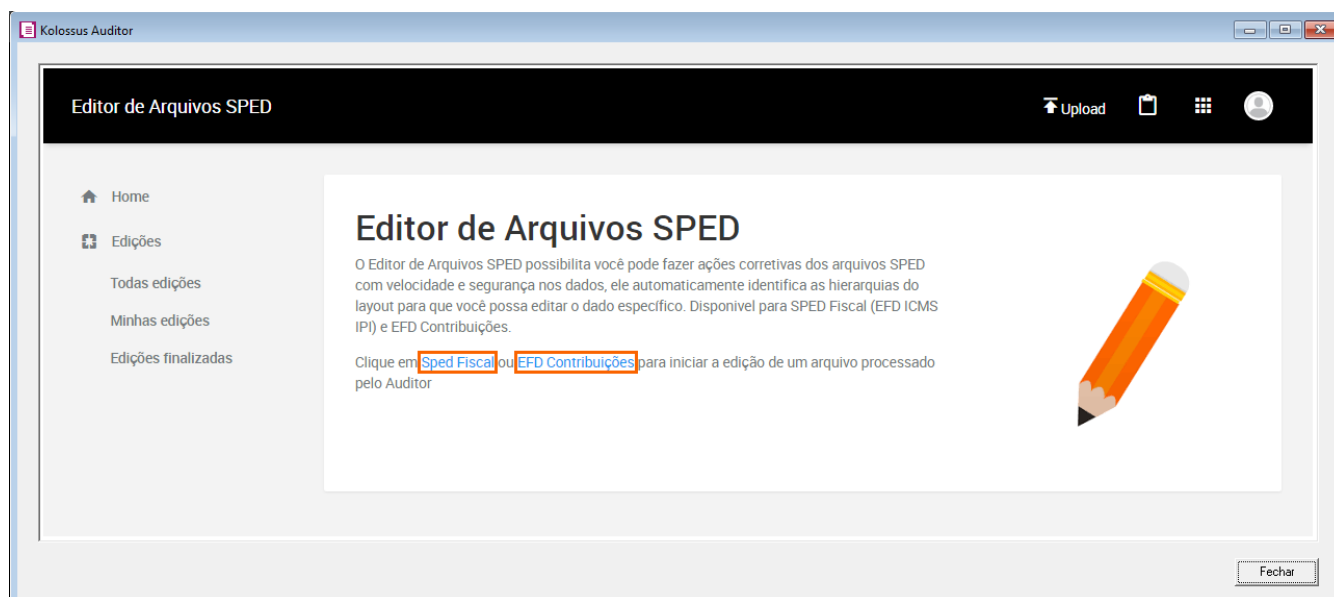 Kolossus Auditor
Editor de Arquivos SPED
Upload
Home
Edições
Todas edições
Minhas edições
Edições finalizadas
Editor de Arquivos SPED
O Editor de Arquivos SPED possibilita você pode fazer ações corretivas dos arquivos SPED
com velocidade e segurança nos dados, ele automaticamente identifica as hierarquias do
layout para que você possa editar o dado específico. Disponivel para SPED Fiscal (EFD ICMS
IPI) e EFD Contribuições.
Clique em Sped Fiscal ou EFD Contribuições para iniciar a edição de um arquivo processado
pelo Auditor
Fechar